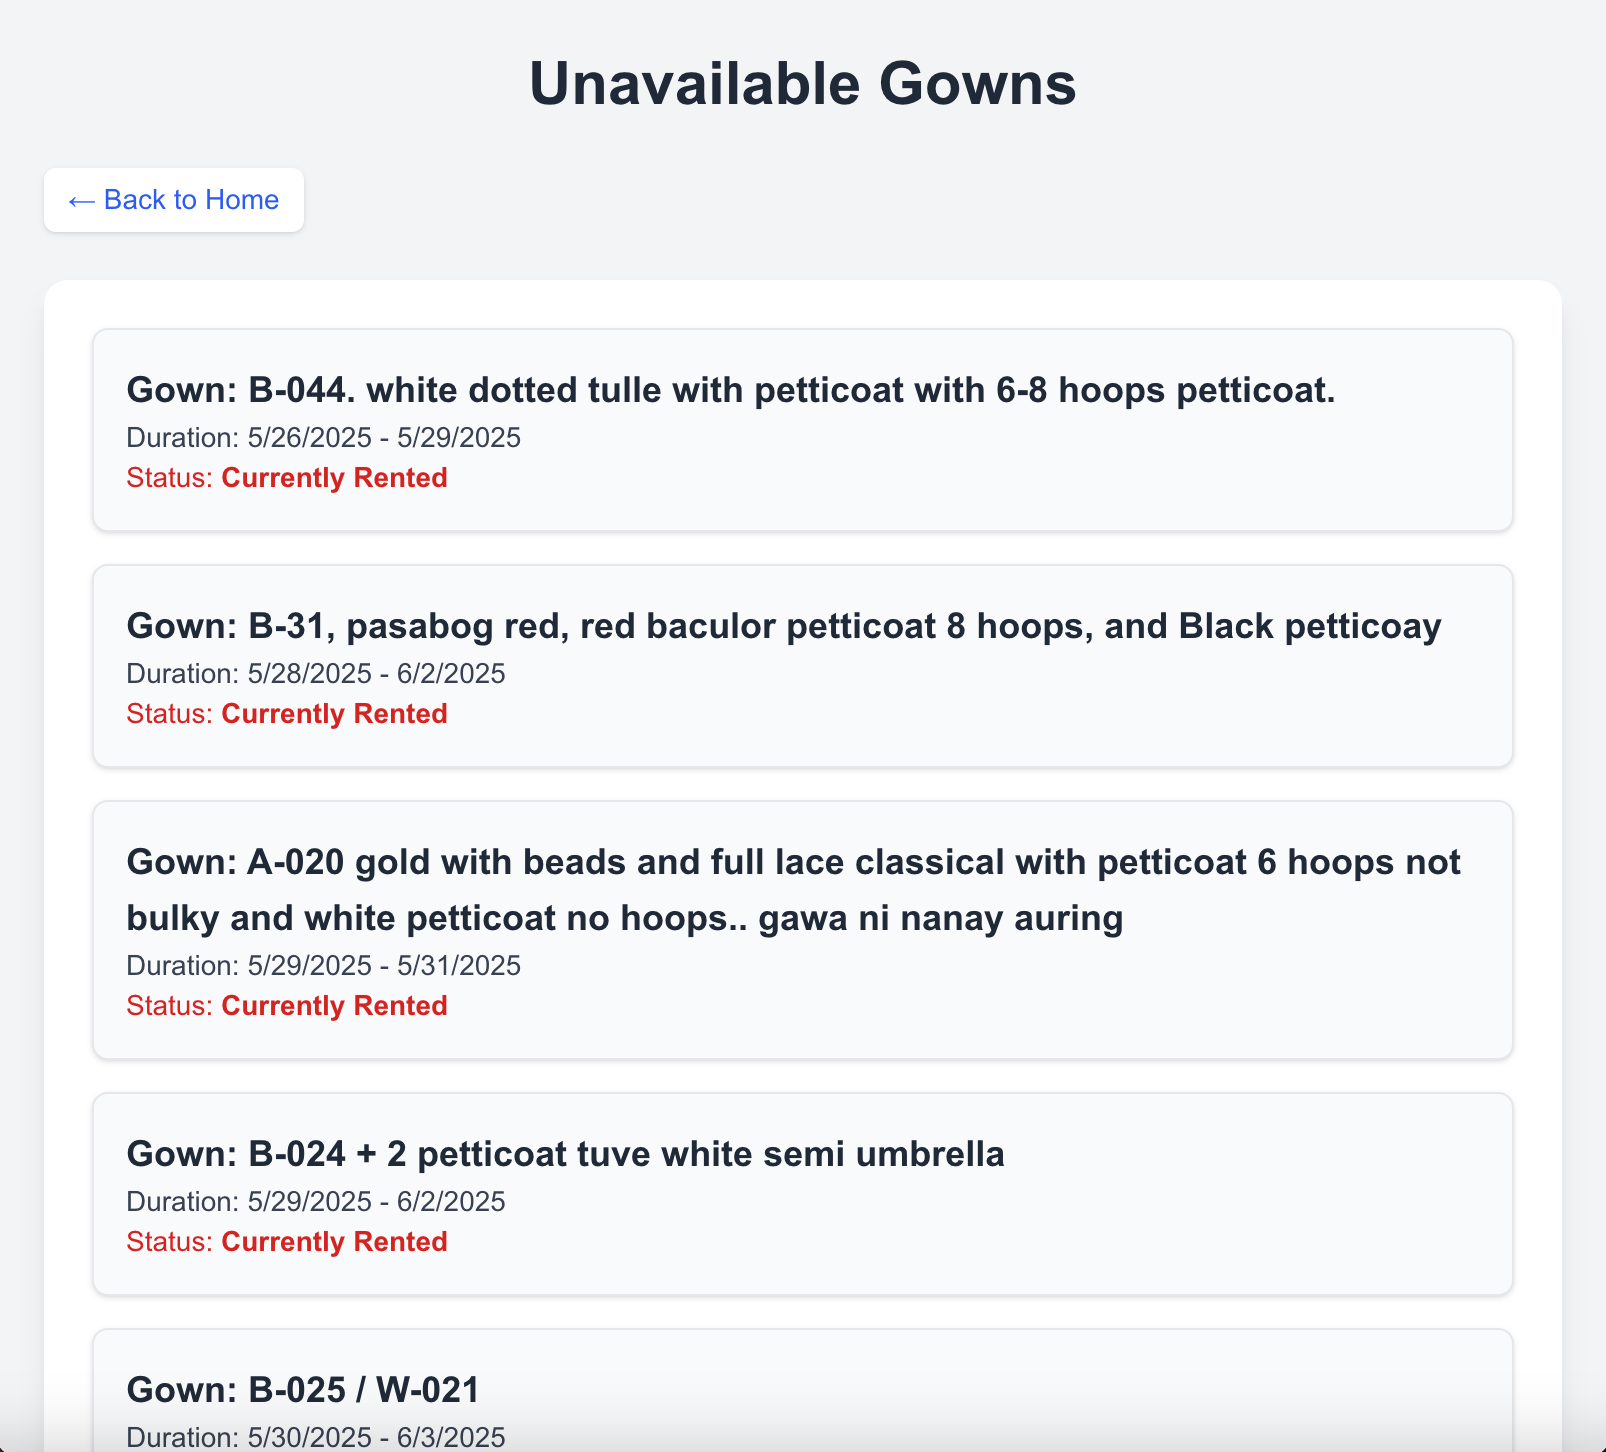 Unavailable Gowns
← Back to Home
Gown: B-044. white dotted tulle with petticoat with 6-8 hoops petticoat.
Duration: 5/26/2025 - 5/29/2025
Status: Currently Rented
Gown: B-31, pasabog red, red baculor petticoat 8 hoops, and Black petticoay
Duration: 5/28/2025 - 6/2/2025
Status: Currently Rented
Gown: A-020 gold with beads and full lace classical with petticoat 6 hoops not
bulky and white petticoat no hoops.. gawa ni nanay auring
Duration: 5/29/2025 - 5/31/2025
Status: Currently Rented
Gown: B-024 + 2 petticoat tuve white semi umbrella
Duration: 5/29/2025 - 6/2/2025
Status: Currently Rented
Gown: B-025 / W-021
Duration: 5/30/2025 - 6/3/2025